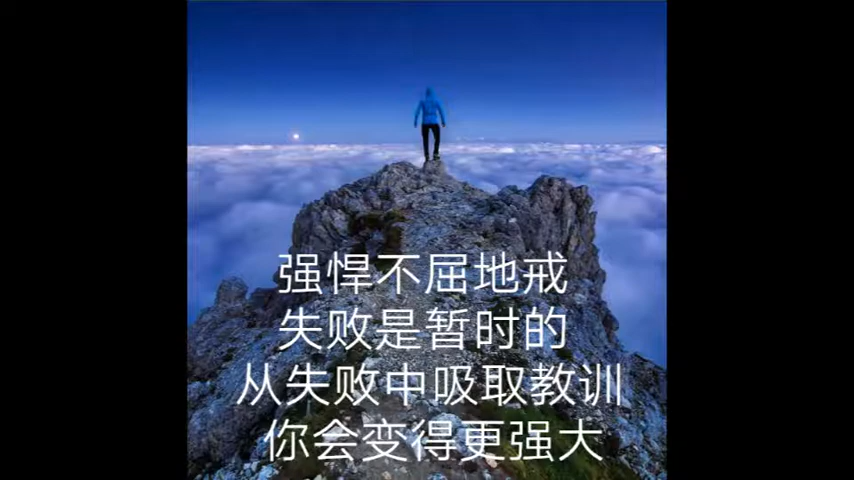 强悍不屈地戒
失败是暂时的
从失败中吸取教训
你会变得更强大